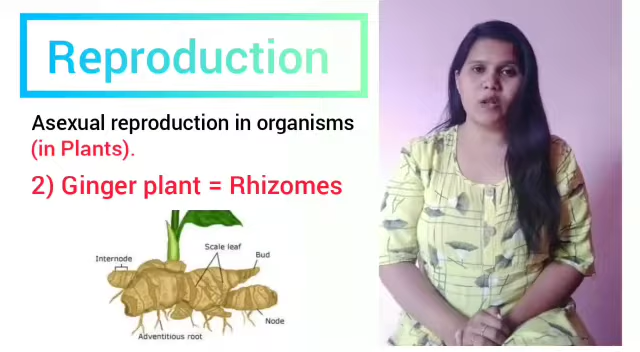 Reproduction
Asexual reproduction in organisms
(in Plants).
2) Ginger plant = Rhizomes
Scale leaf
Internode
Bud
Node
Adventitious root